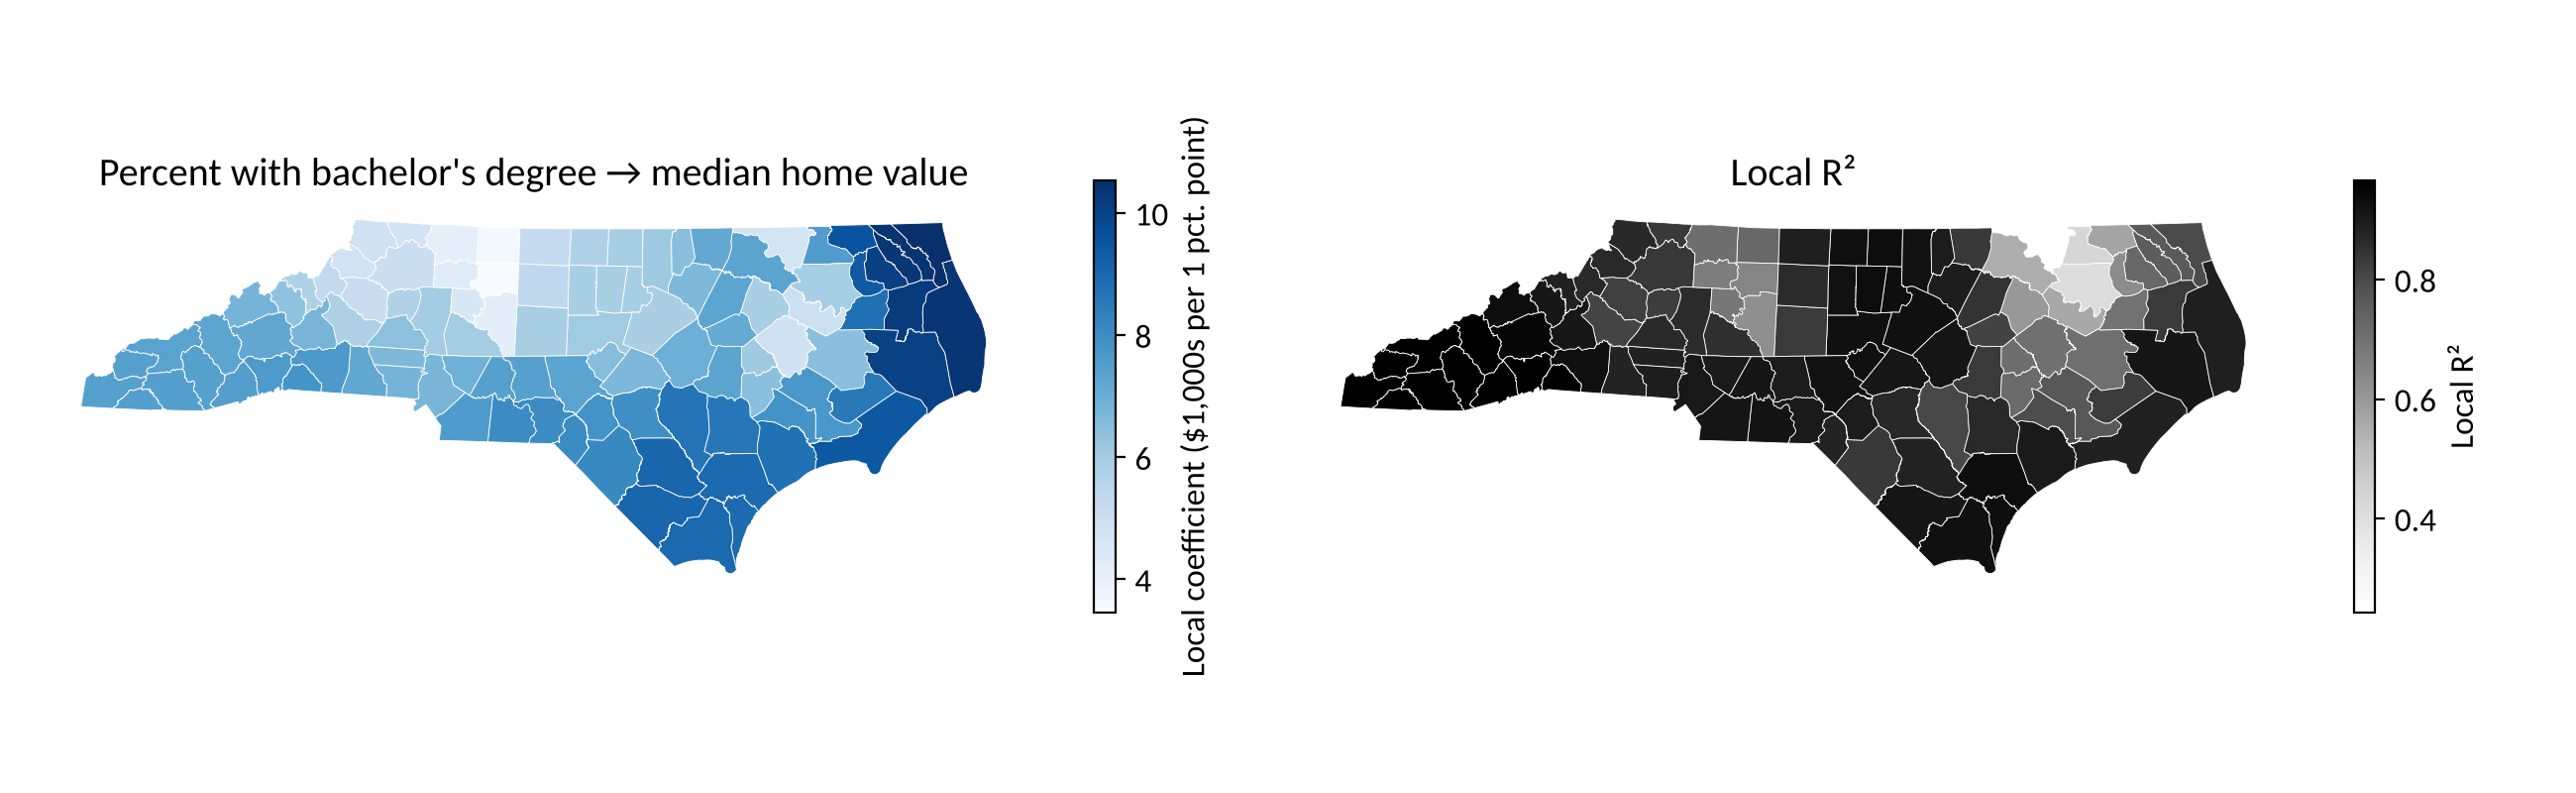 Percent with bachelor's degree → median home value
10
8
6
4
Local coefficient ($1,000s per 1 pct. point)
Local R²
0.8
0.6
0.4
Local R²